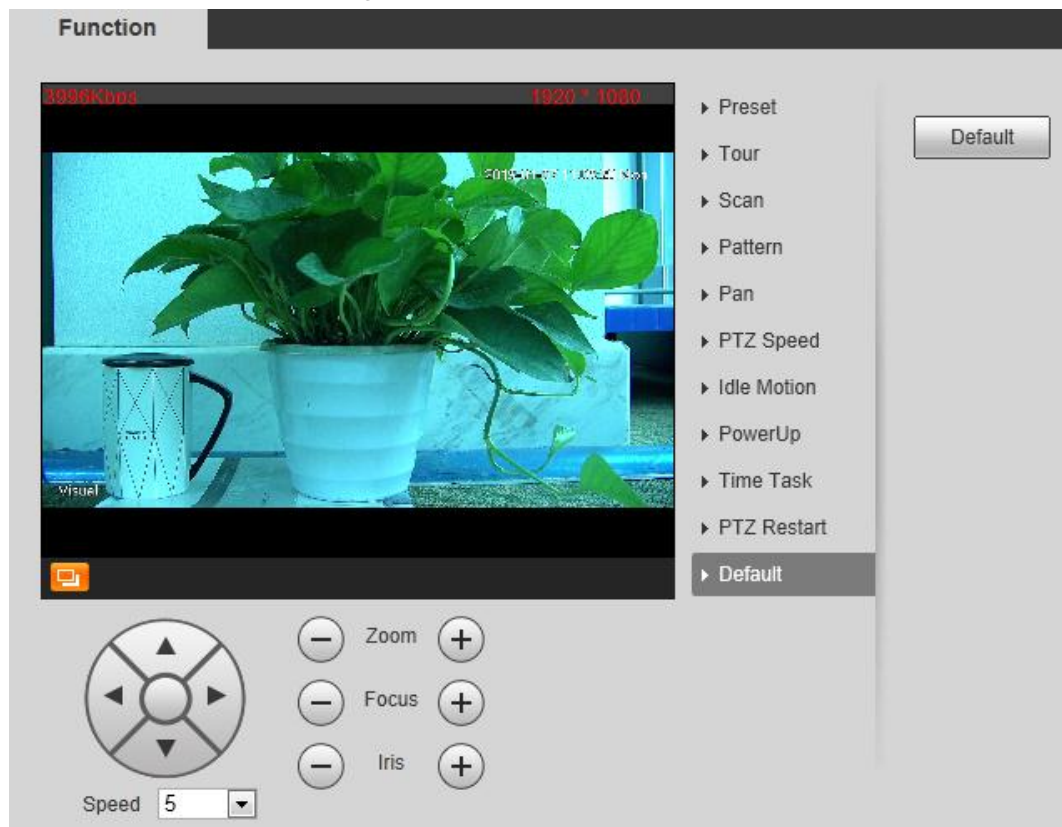 Function
3996Kbps
1920 * 1080
Visuel
Preset
Tour
Scan
Pattern
Pan
PTZ Speed
Idle Motion
PowerUp
Time Task
PTZ Restart
Default
Default
Zoom
Focus
Iris
Speed 5